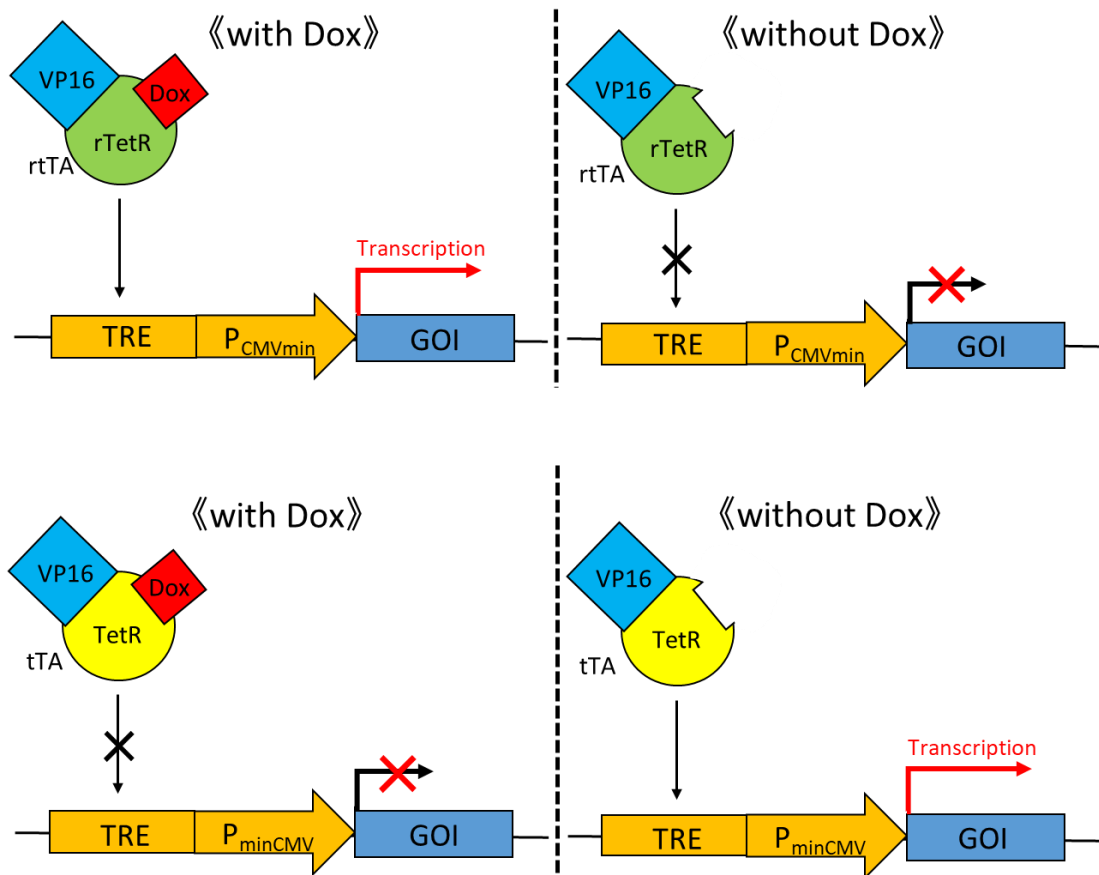 《with Dox》
《without Dox》
VP16
Dox
rTetR
rtTA
VP16
rTetR
rtTA
Transcription
TRE
PCMVmin
GOI
TRE
PCMVmin
GOI
《with Dox》
《without Dox》
VP16
Dox
TetR
tTA
VP16
TetR
tTA
Transcription
TRE
PminCMV
GOI
TRE
PminCMV
GOI